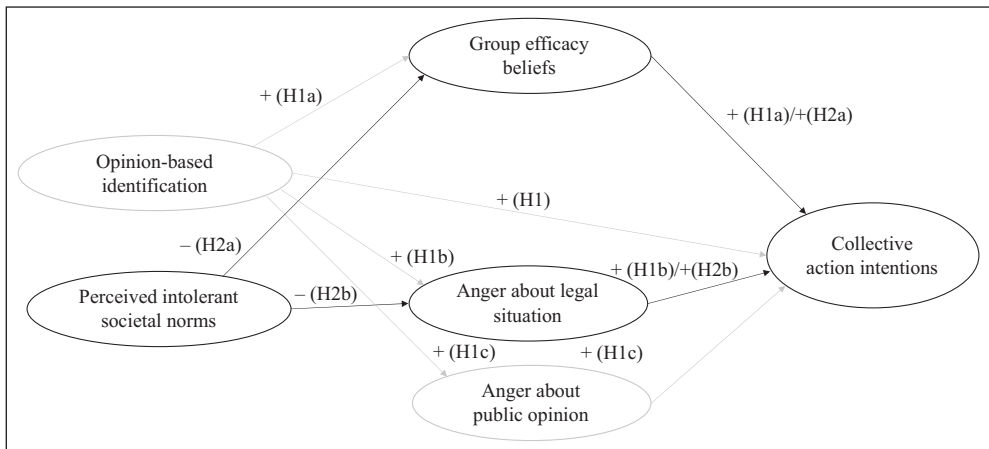 Group efficacy
beliefs
+ (H1a)
+ (H1a)/+(H2a)
Opinion-based
identification
+ (H1)
– (H2a)
+ (H1b)
Collective
action intentions
+ (H1b)/+(H2b)
Perceived intolerant
societal norms
– (H2b)
Anger about legal
situation
+ (H1c)
+ (H1c)
Anger about
public opinion